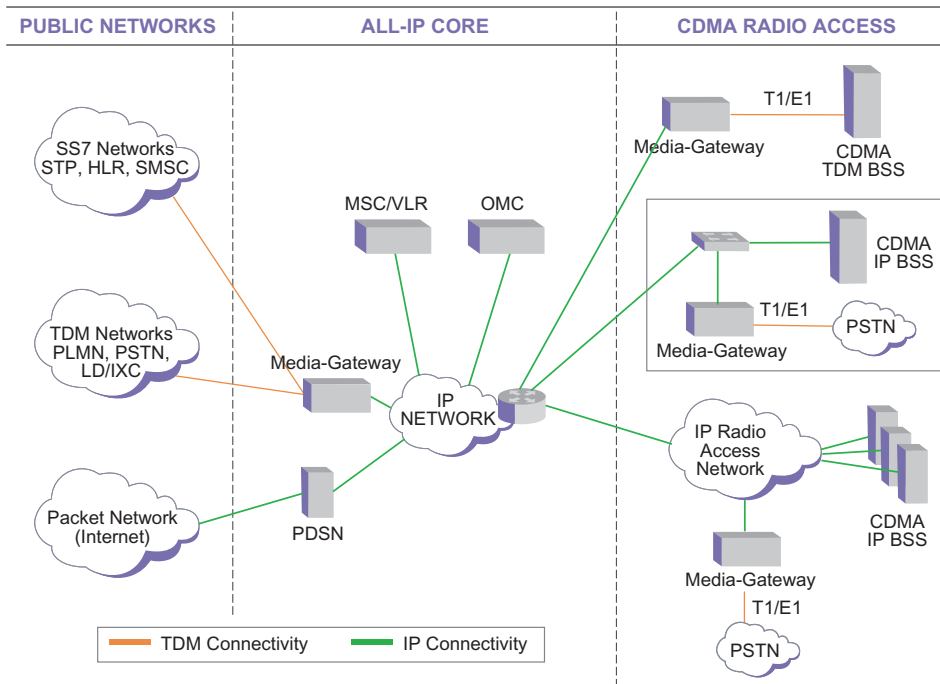 PUBLIC NETWORKS
ALL-IP CORE
CDMA RADIO ACCESS
SS7 Networks
STP, HLR, SMSC
TDM Networks
PLMN, PSTN,
LD/IXC
Packet Network
(Internet)
MSC/VLR
OMC
Media-Gateway
IP
NETWORK
PDSN
T1/E1
Media-Gateway
CDMA
TDM BSS
CDMA
IP BSS
T1/E1
Media-Gateway
PSTN
IP Radio
Access
Network
CDMA
IP BSS
Media-Gateway
T1/E1
PSTN
TDM Connectivity
IP Connectivity